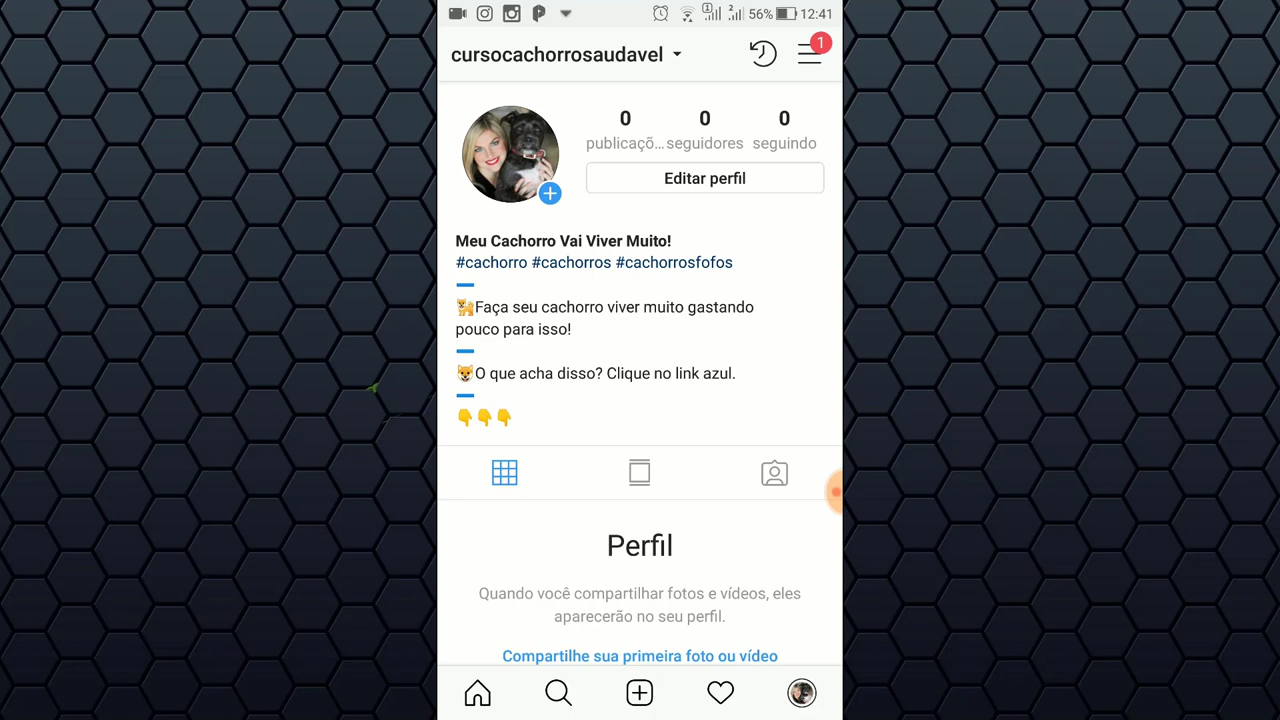 56% 12:41
cursocachorrosaudavel
1
0 0 0
publicaçõ... seguidores seguindo
Editar perfil
Meu Cachorro Vai Viver Muito!
#cachorro #cachorros #cachorrosfofos
🐕Faça seu cachorro viver muito gastando
pouco para isso!
🐶O que acha disso? Clique no link azul.
👇👇👇
Perfil
Quando você compartilhar fotos e vídeos, eles
aparecerão no seu perfil.
Compartilhe sua primeira foto ou vídeo